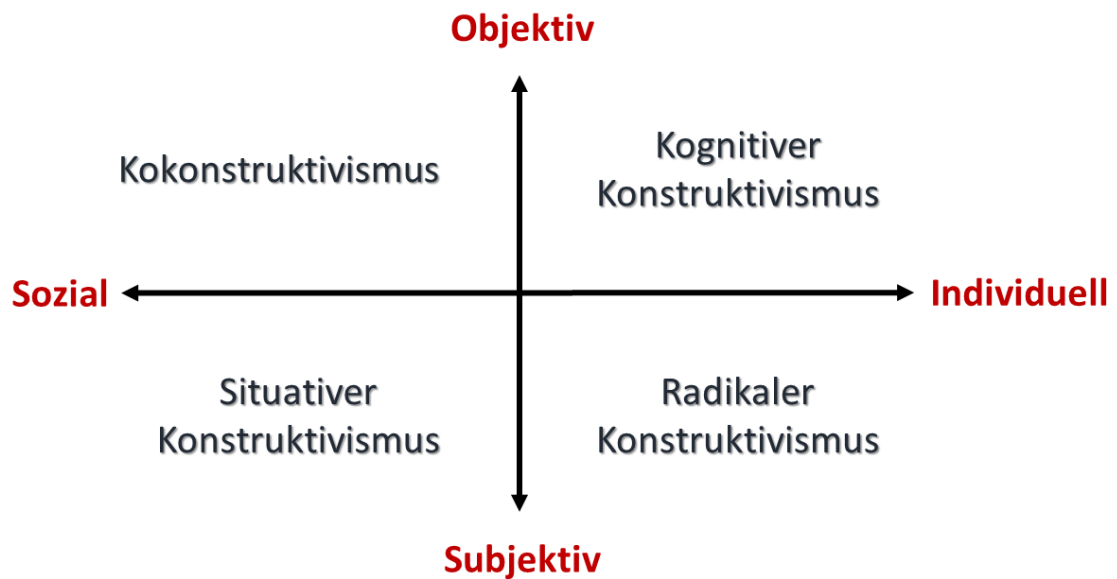 Objektiv
Kokonstruktivismus
Kognitiver
Konstruktivismus
Sozial
Individuell
Situativer
Konstruktivismus
Radikaler
Konstruktivismus
Subjektiv